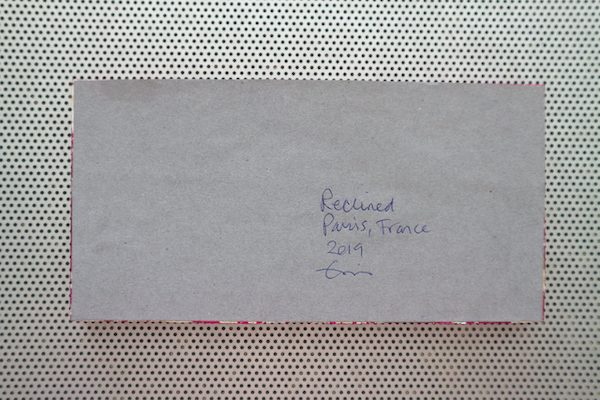 Reclined
Paris, France
2019